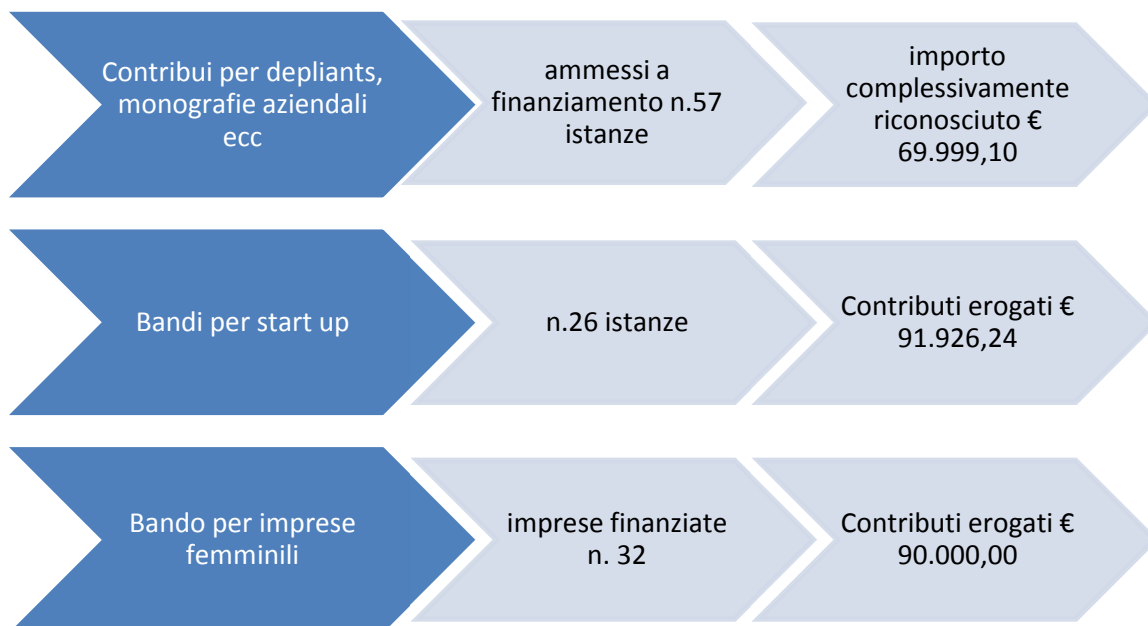 Contribui per depliants,
monografie aziendali
ecc
ammessi a
finanziamento n.57
istanze
importo
complessivamente
riconosciuto €
69.999,10
Bandi per start up
n.26 istanze
Contributi erogati €
91.926,24
Bando per imprese
femminili
imprese finanziate
n. 32
Contributi erogati €
90.000,00